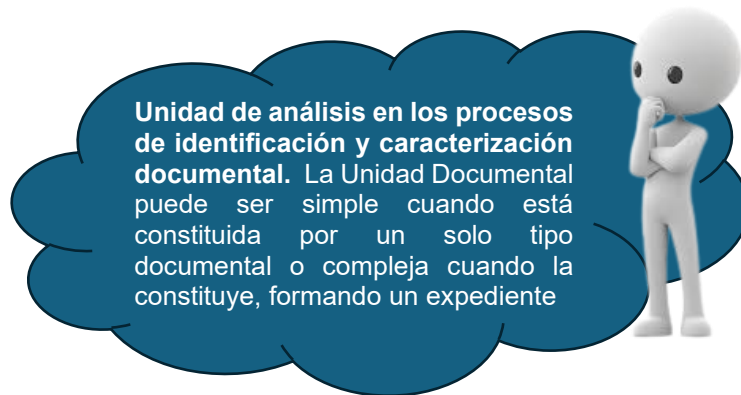 Unidad de análisis en los procesos
de identificación y caracterización
documental. La Unidad Documental
puede ser simple cuando está
constituida por un solo tipo
documental o compleja cuando la
constituye, formando un expediente